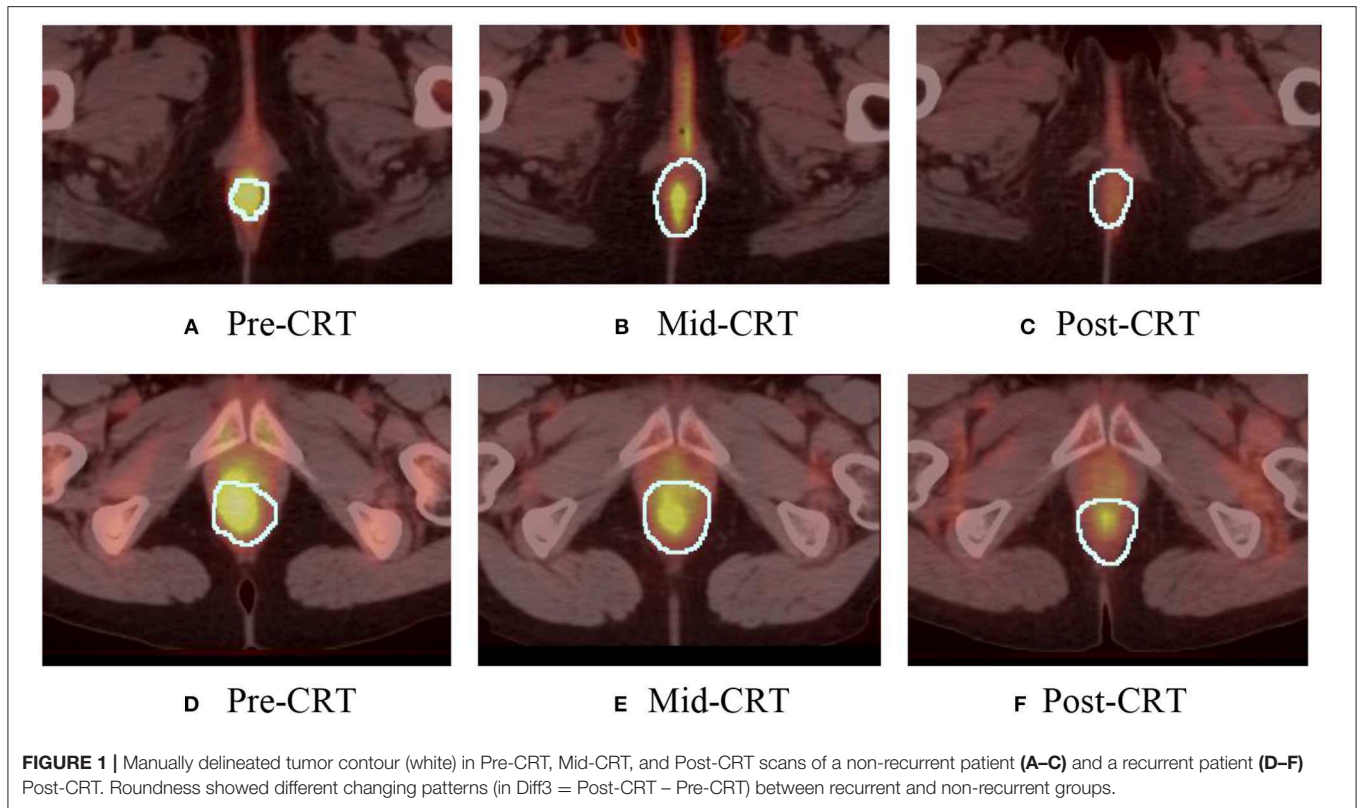 A Pre-CRT
B Mid-CRT
C Post-CRT
D Pre-CRT
E Mid-CRT
F Post-CRT
FIGURE 1 | Manually delineated tumor contour (white) in Pre-CRT, Mid-CRT, and Post-CRT scans of a non-recurrent patient (A–C) and a recurrent patient (D–F)
Post-CRT. Roundness showed different changing patterns (in Diff3 = Post-CRT – Pre-CRT) between recurrent and non-recurrent groups.